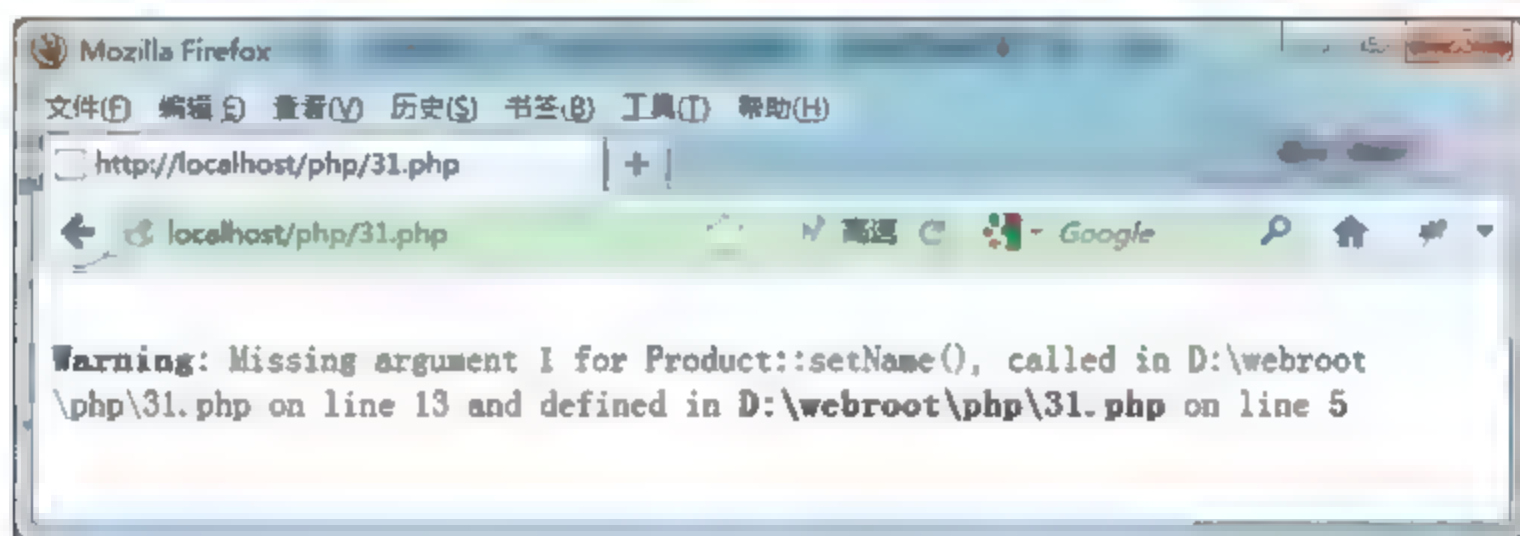 Mozilla Firefox
文件(F) 编辑(E) 查看(V) 历史(S) 书签(B) 工具(T) 帮助(H)
http://localhost/php/31.php +
localhost/php/31.php Google
Warning: Missing argument 1 for Product::setName(), called in D:\webroot
\php\31.php on line 13 and defined in D:\webroot\php\31.php on line 5